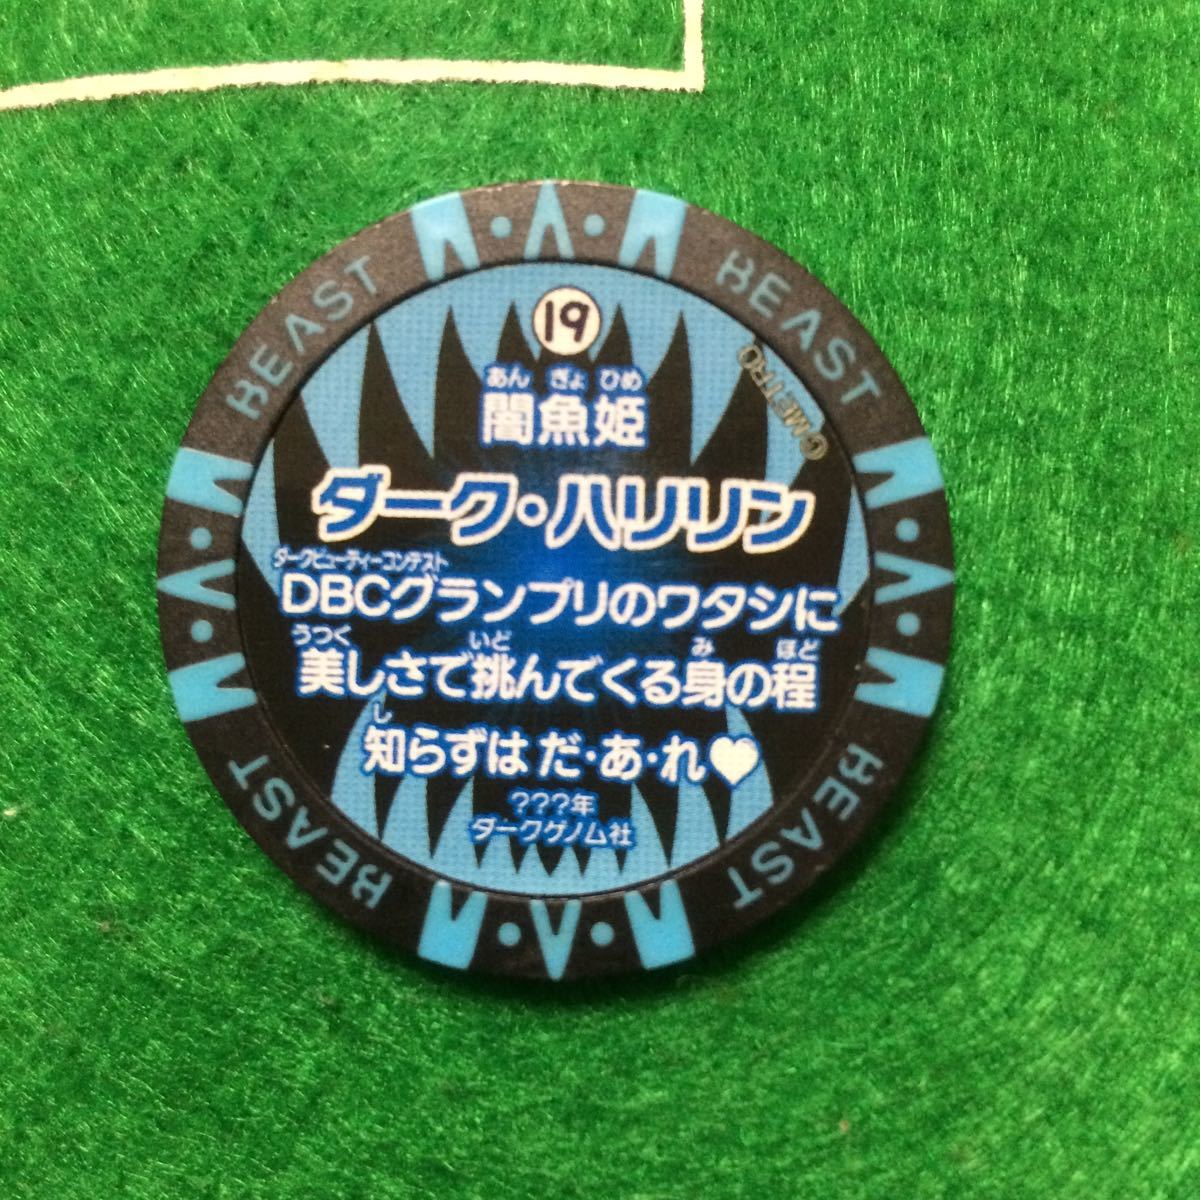 BEAST
BEAST
©METRO
19
あん ぎょ ひめ
闇魚姫
ダーク・ハリリン
ダークビューティーコンテスト
DBCグランプリのワタシに
うつく いど み ほど
美しさで挑んでくる身の程
し
知らずは だ・あ・れ♥
???年
ダークゲノム社
BEAST
BEAST